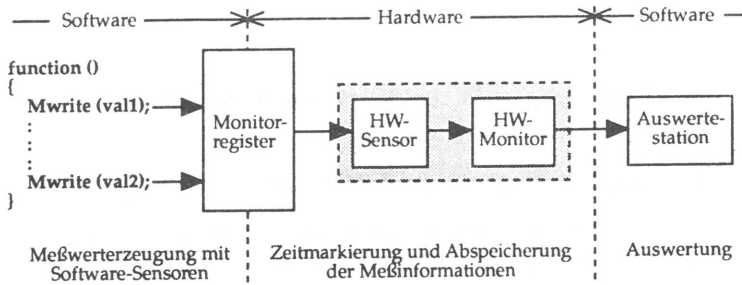 Software
Hardware
Software
function ()
{
Mwrite (val1);
Mwrite (val2);
}
Monitor-
register
HW-
Sensor
HW-
Monitor
Auswerte-
station
Meßwerterzeugung mit
Software-Sensoren
Zeitmarkierung und Abspeicherung
der Meßinformationen
Auswertung